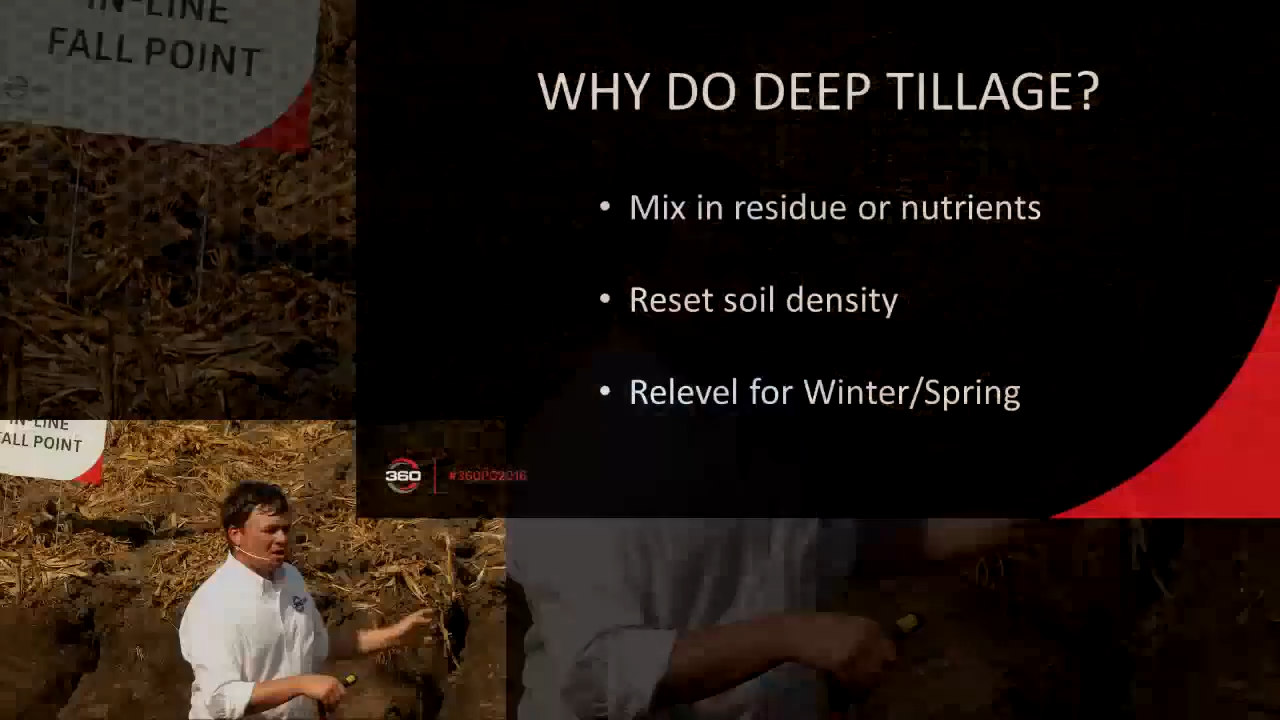 IN-LINE
FALL POINT
WHY DO DEEP TILLAGE?
• Mix in residue or nutrients
• Reset soil density
• Relevel for Winter/Spring
360
#360PO2016
IN-LINE
FALL POINT